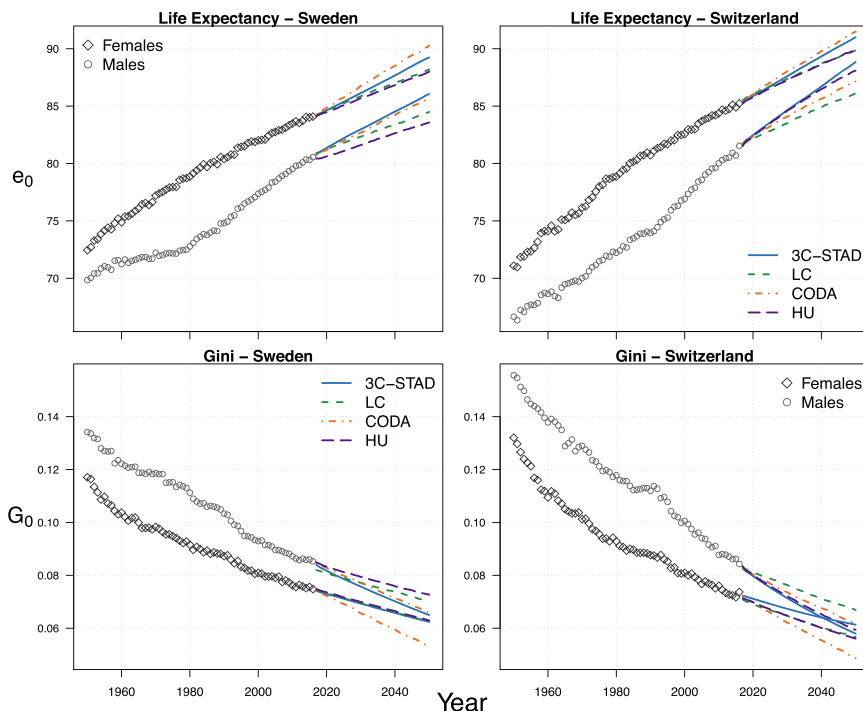 Life Expectancy − Sweden
Life Expectancy − Switzerland
Females
Males
90
85
80
75
70
e0
90
85
80
75
70
3C−STAD
LC
CODA
HU
Gini − Sweden
Gini − Switzerland
3C−STAD
LC
CODA
HU
Females
Males
0.14
0.12
0.10
0.08
0.06
G0
0.14
0.12
0.10
0.08
0.06
1960 1980 2000 2020 2040
1960 1980 2000 2020 2040
Year